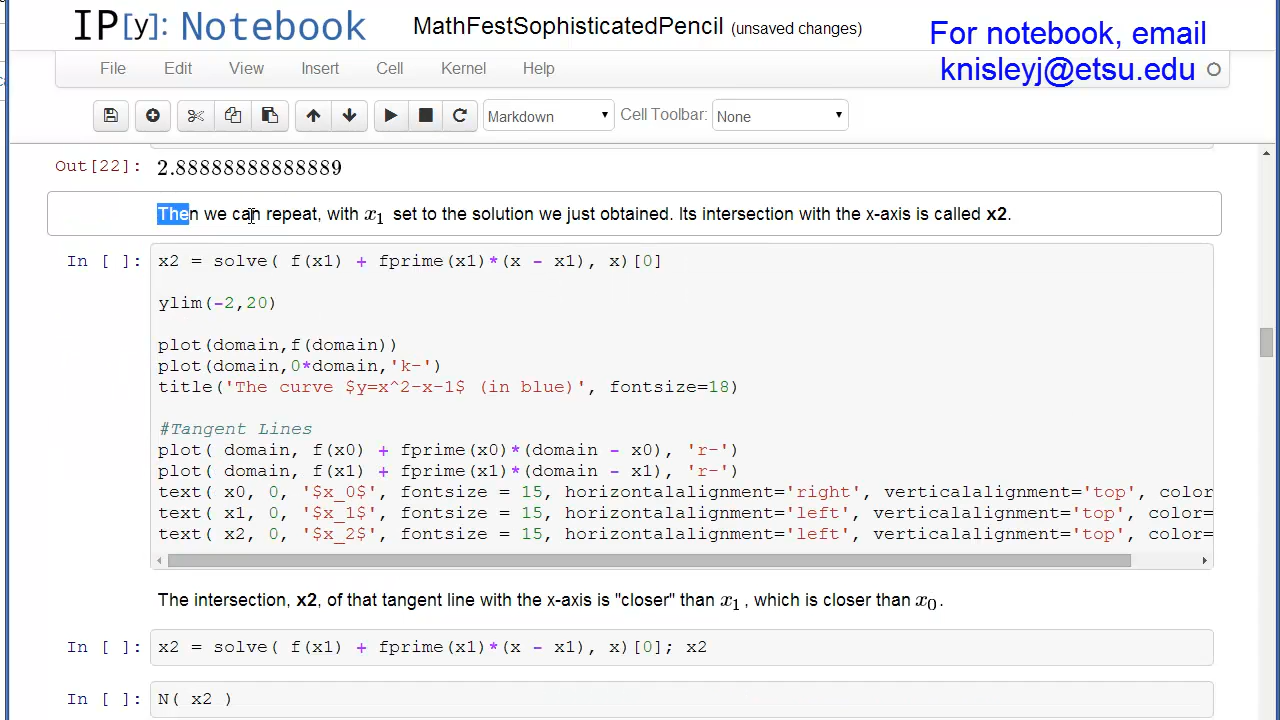 IP[y]: Notebook
MathFestSophisticatedPencil (unsaved changes)
For notebook, email
knisleyj@etsu.edu
File Edit View Insert Cell Kernel Help
Markdown Cell Toolbar: None
Out[22]: 2.88888888888889
Then we can repeat, with x₁ set to the solution we just obtained. Its intersection with the x-axis is called x2.
In [ ]: x2 = solve( f(x1) + fprime(x1)*(x - x1), x)[0]
ylim(-2,20)
plot(domain,f(domain))
plot(domain,0*domain,'k-')
title('The curve $y=x^2-x-1$ (in blue)', fontsize=18)
#Tangent Lines
plot( domain, f(x0) + fprime(x0)*(domain - x0), 'r-')
plot( domain, f(x1) + fprime(x1)*(domain - x1), 'r-')
text( x0, 0, '$x_0$', fontsize = 15, horizontalalignment='right', verticalalignment='top', color
text( x1, 0, '$x_1$', fontsize = 15, horizontalalignment='left', verticalalignment='top', color=
text( x2, 0, '$x_2$', fontsize = 15, horizontalalignment='left', verticalalignment='top', color=
The intersection, x2, of that tangent line with the x-axis is "closer" than x₁, which is closer than x₀.
In [ ]: x2 = solve( f(x1) + fprime(x1)*(x - x1), x)[0]; x2
In [ ]: N( x2 )